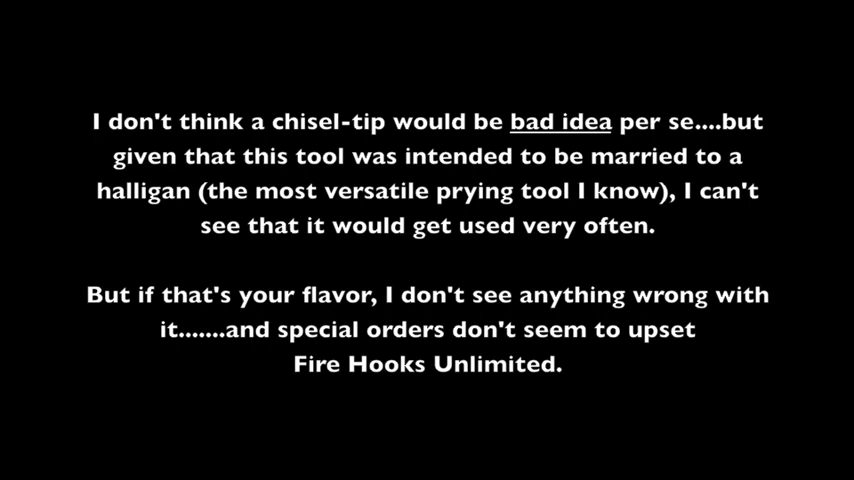 I don't think a chisel-tip would be bad idea per se....but
given that this tool was intended to be married to a
halligan (the most versatile prying tool I know), I can't
see that it would get used very often.
But if that's your flavor, I don't see anything wrong with
it.......and special orders don't seem to upset
Fire Hooks Unlimited.